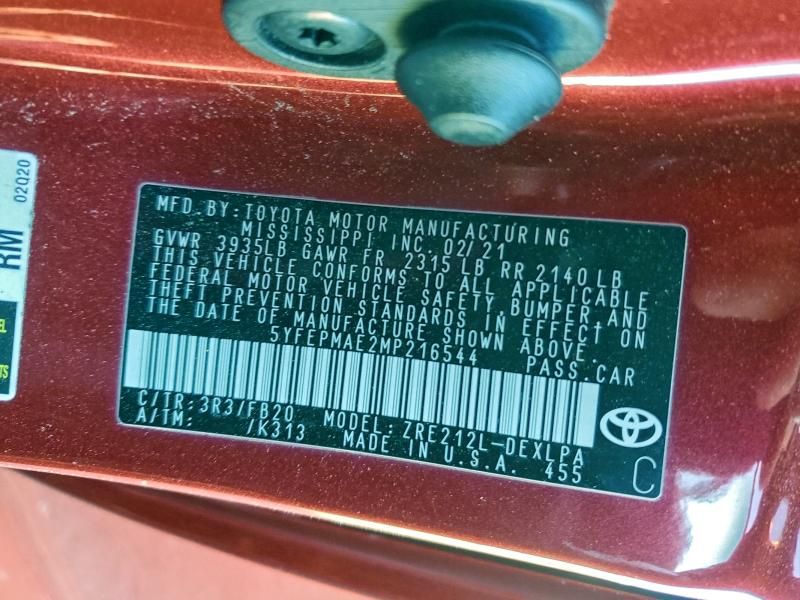 RM 02Q20
MFD. BY: TOYOTA MOTOR MANUFACTURING
MISSISSIPPI INC. 02/21
GVWR 3935LB GAWR FR 2315 LB RR 2140 LB
THIS VEHICLE CONFORMS TO ALL APPLICABLE
FEDERAL MOTOR VEHICLE SAFETY, BUMPER, AND
THEFT PREVENTION STANDARDS IN EFFECT ON
THE DATE OF MANUFACTURE SHOWN ABOVE.
5YFEPMAE2MP216544 PASS. CAR
C/TR: 3R3/FB20 MODEL: ZRE212L-DEXLPA
A/TM: /K313 MADE IN U.S.A. 455
C